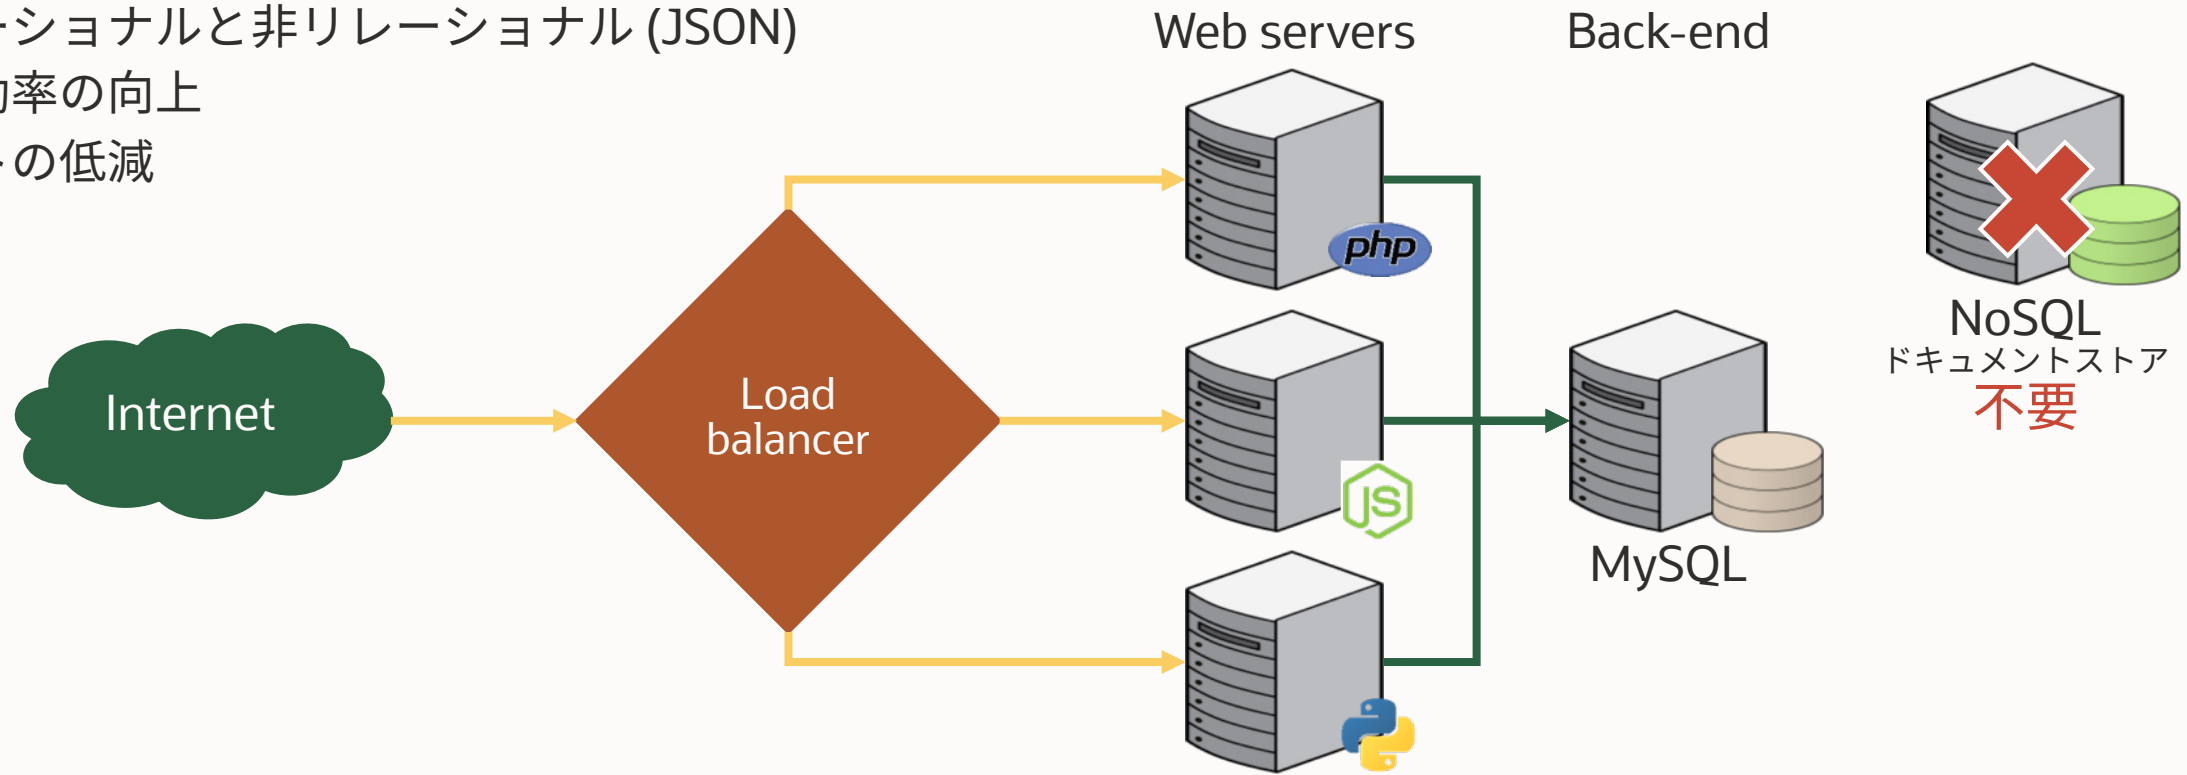 ーショナルと非リレーショナル (JSON)
率の向上
の低減
Web servers
Back-end
php
Internet
Load
balancer
JS
MySQL
NoSQL
ドキュメントストア
不要